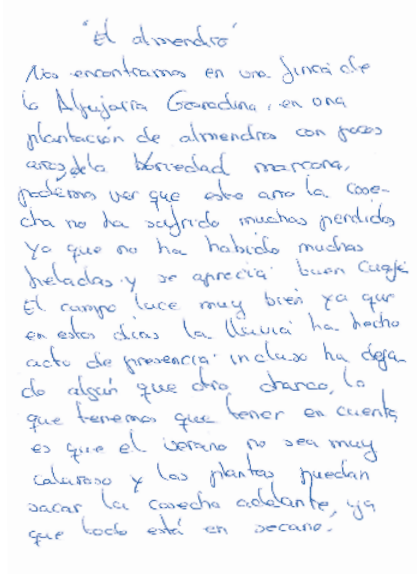 "El almendro"
Nos encontramos en una finca de
la Alpujarra Granadina, en una
plantación de almendros con pocos
años, de la bariedad marcona,
podemos ver que este año la cose-
cha no ha sufrido muchas perdidas
ya que no ha habido muchas
heladas y se aprecia buen cuaje
El campo luce muy bien ya que
en estos dias la lluvia ha hecho
acto de presencia incluso ha deja-
do algún que otro charco, lo
que tenemos que tener en cuenta
es que el verano no sea muy
caluroso y las plantas puedan
sacar la cosecha adelante, ya
que todo está en secano.